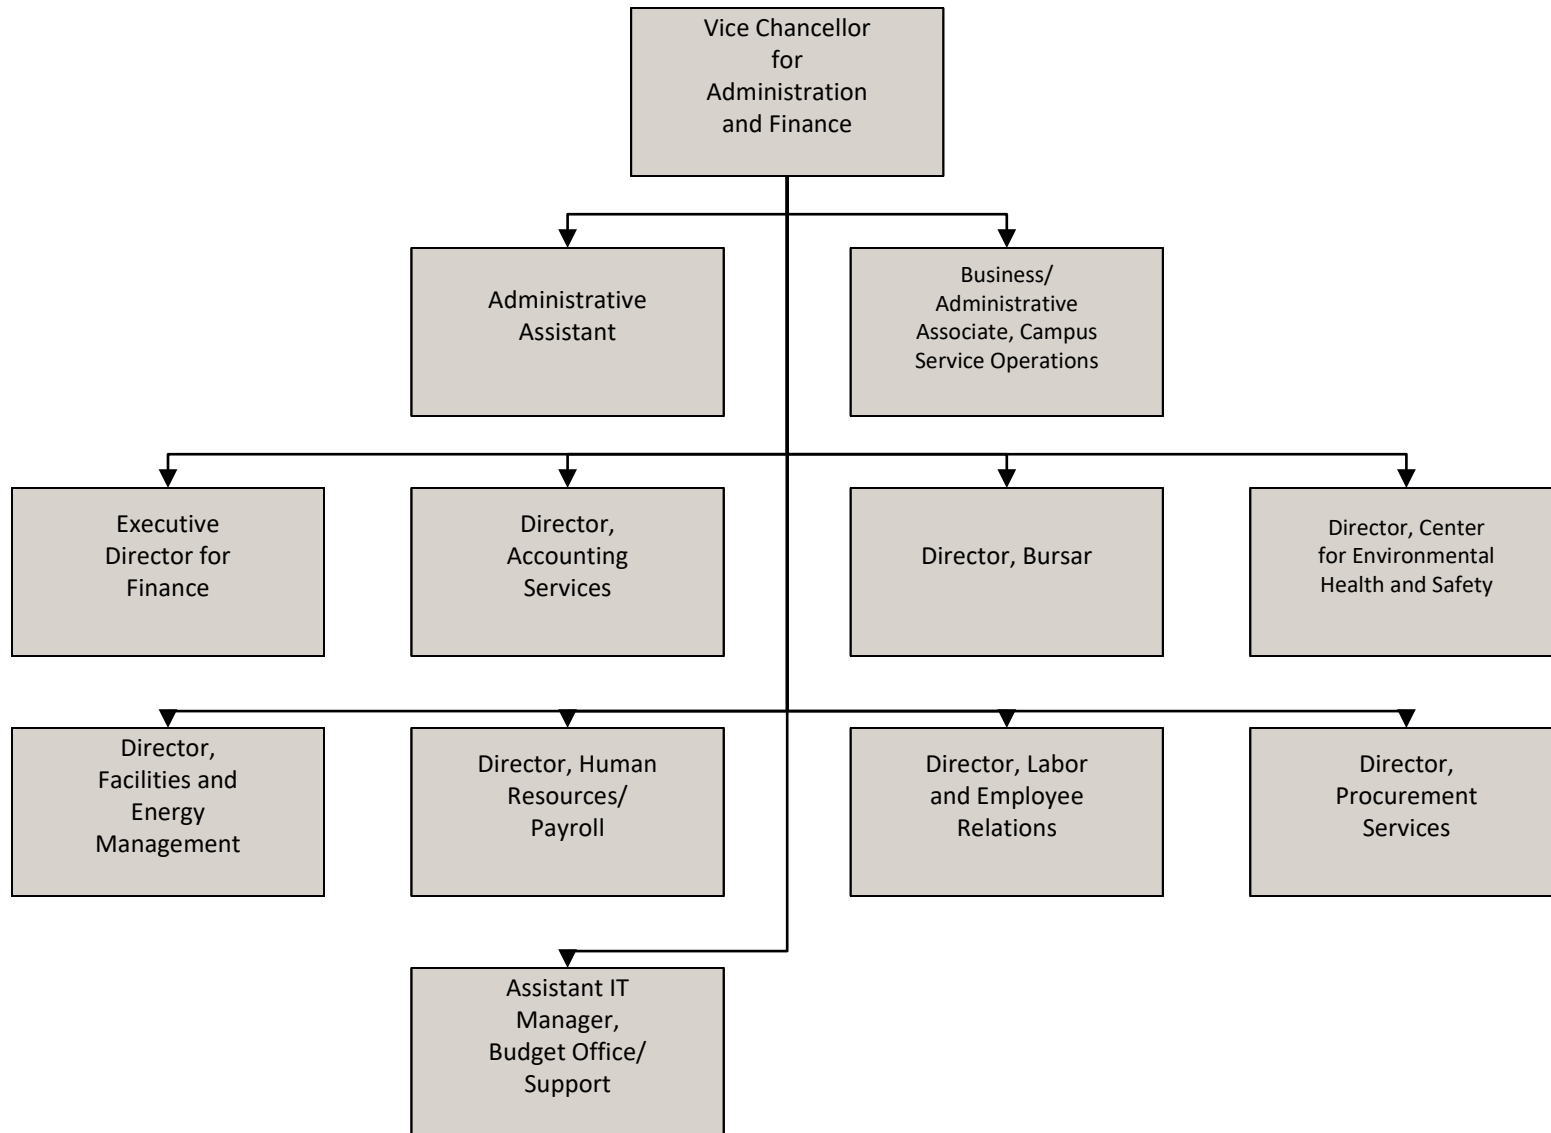 Vice Chancellor
for
Administration
and Finance
Administrative
Assistant
Business/
Administrative
Associate, Campus
Service Operations
Executive
Director for
Finance
Director,
Accounting
Services
Director, Bursar
Director, Center
for Environmental
Health and Safety
Director,
Facilities and
Energy
Management
Director, Human
Resources/
Payroll
Director, Labor
and Employee
Relations
Director,
Procurement
Services
Assistant IT
Manager,
Budget Office/
Support